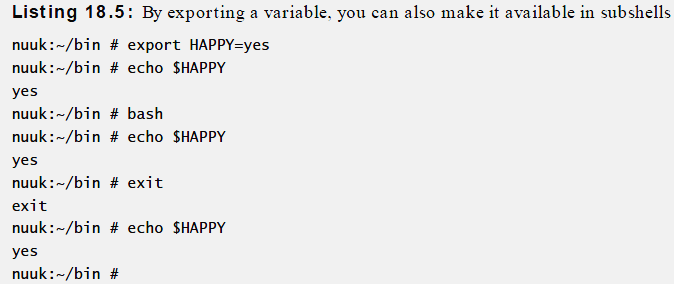 Listing 18.5: By exporting a variable, you can also make it available in subshells
nuuk:~/bin # export HAPPY=yes
nuuk:~/bin # echo $HAPPY
yes
nuuk:~/bin # bash
nuuk:~/bin # echo $HAPPY
yes
nuuk:~/bin # exit
exit
nuuk:~/bin # echo $HAPPY
yes
nuuk:~/bin #